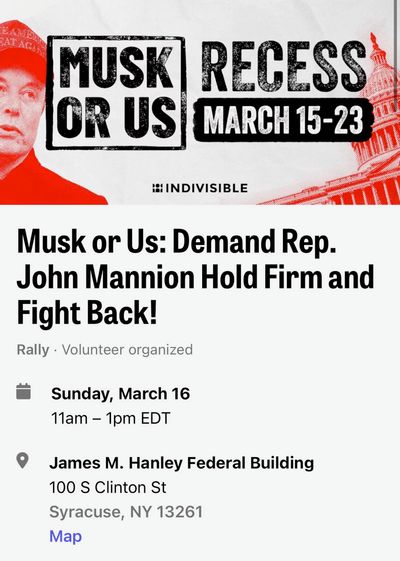 MUSK
OR US
RECESS
MARCH 15-23
INDIVISIBLE
Musk or Us: Demand Rep.
John Mannion Hold Firm and
Fight Back!
Rally · Volunteer organized
Sunday, March 16
11am – 1pm EDT
James M. Hanley Federal Building
100 S Clinton St
Syracuse, NY 13261
Map